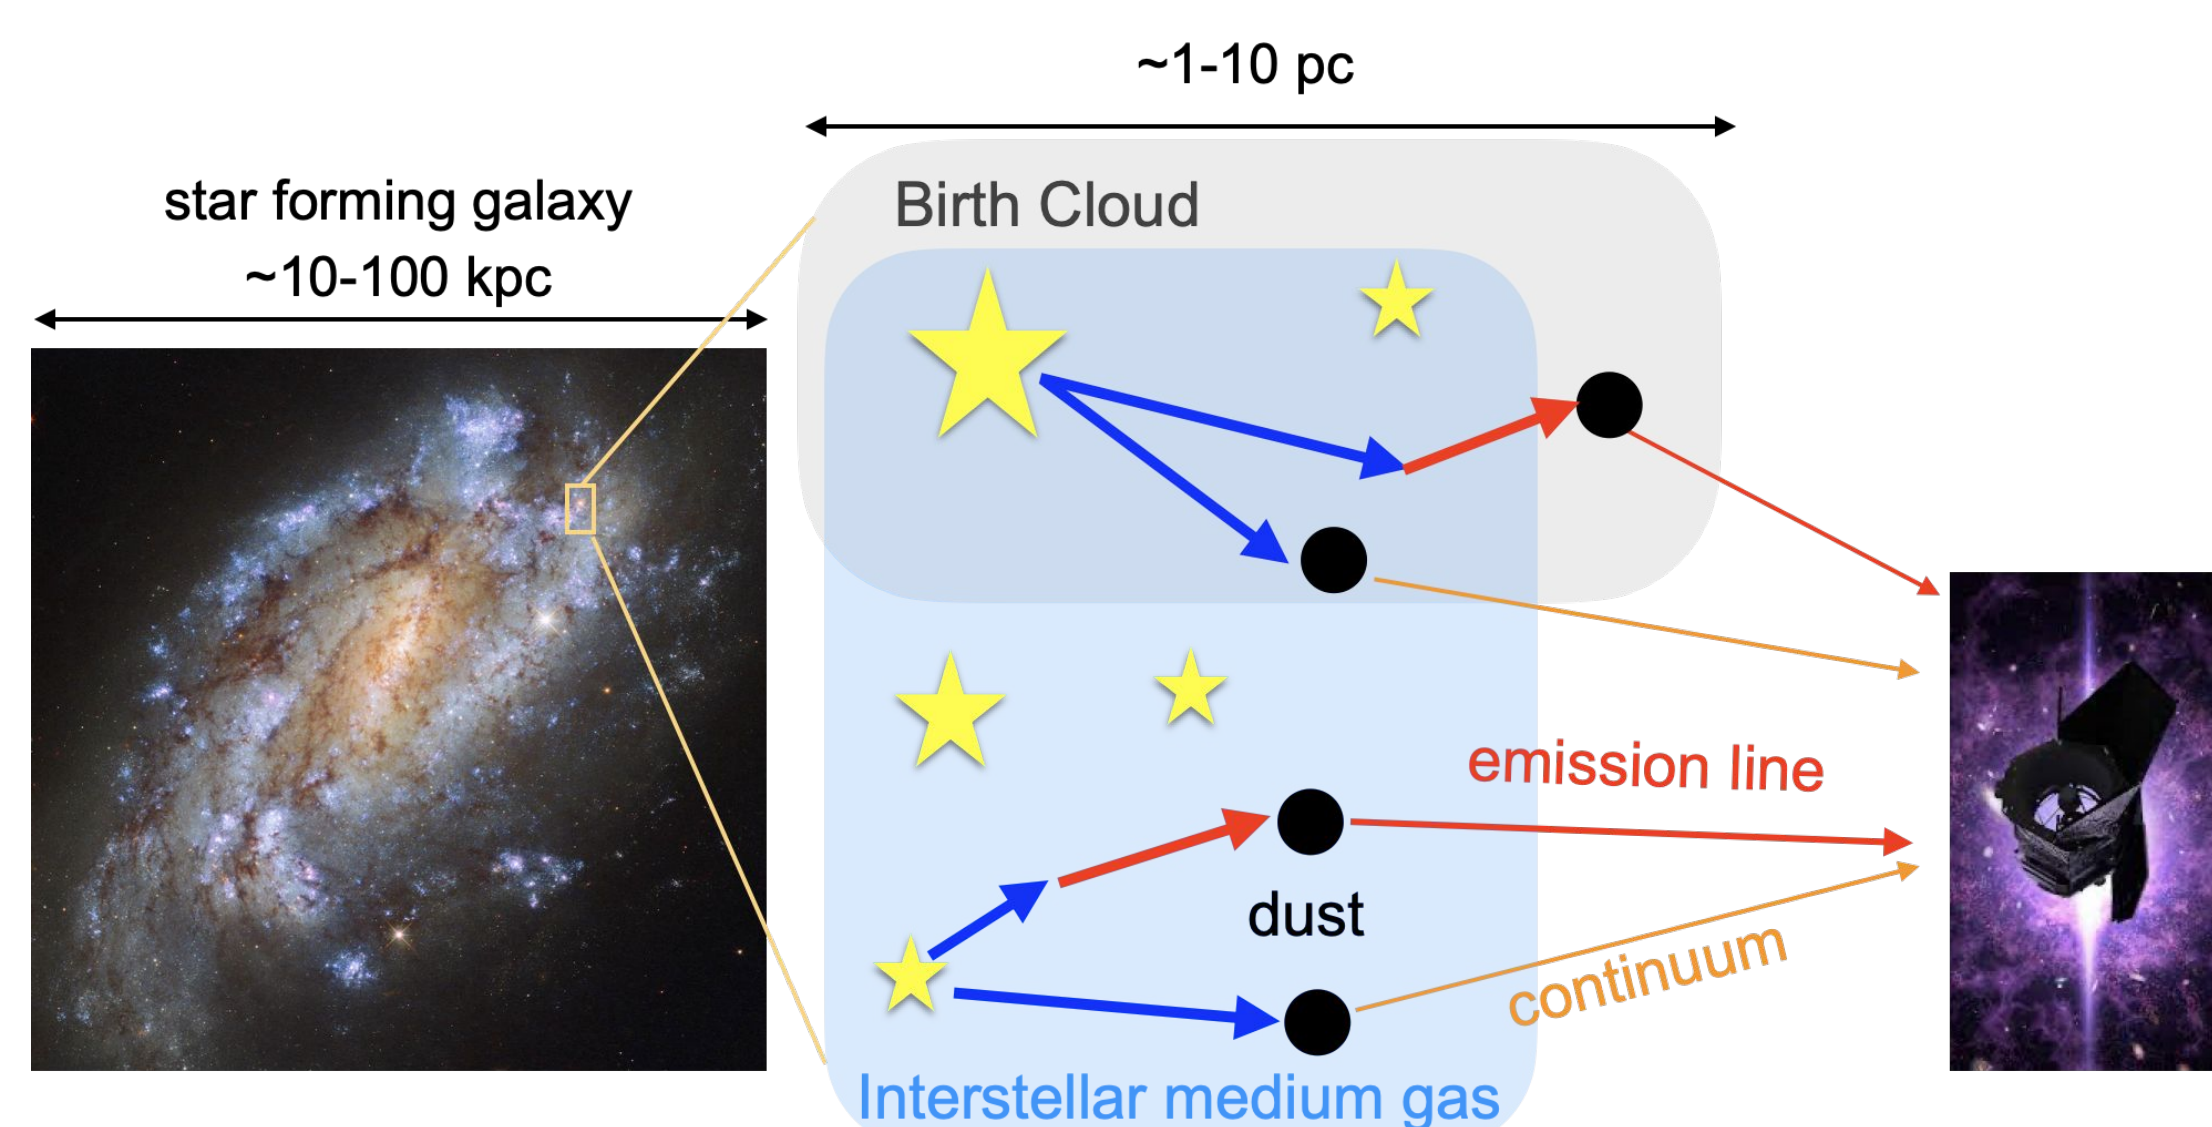 ~1-10 pc
star forming galaxy
~10-100 kpc
Birth Cloud
emission line
dust
continuum
Interstellar medium gas